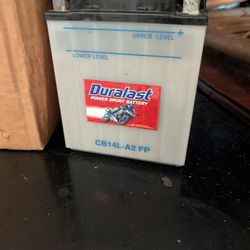 UPPER LEVEL
+
LOWER LEVEL
Duralast
POWER SPORT BATTERY
CB14L-A2 FP